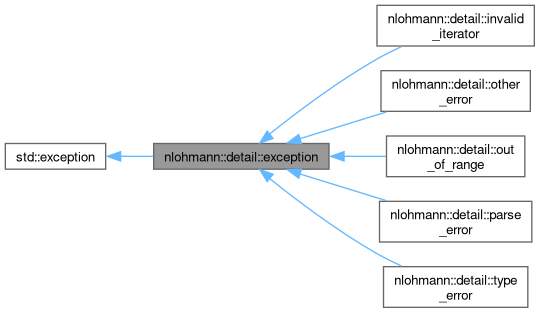 std::exception
nlohmann::detail::exception
nlohmann::detail::invalid
_iterator
nlohmann::detail::other
_error
nlohmann::detail::out
_of_range
nlohmann::detail::parse
_error
nlohmann::detail::type
_error